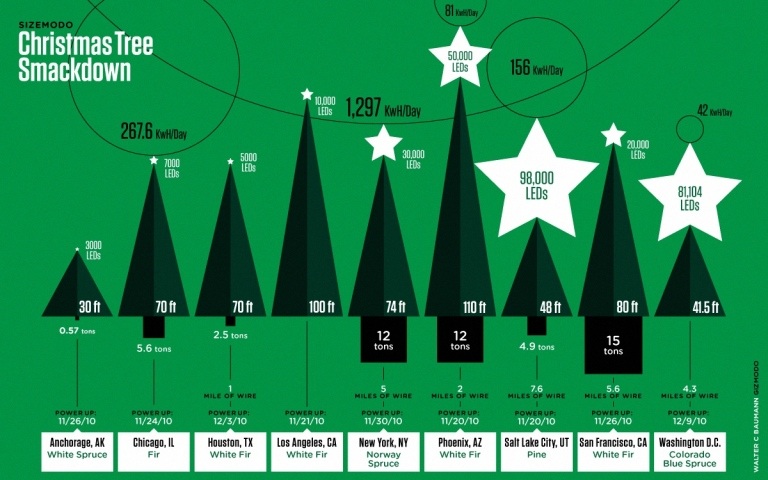 SIZEMODO
Christmas Tree
Smackdown
81 KwH/Day
156 KwH/Day
42 KwH/Day
267.6 KwH/Day
1,297 KwH/Day
3000
LEDs
7000
LEDs
5000
LEDs
10,000
LEDs
30,000
LEDs
50,000
LEDs
98,000
LEDs
20,000
LEDs
81,104
LEDs
30 ft
70 ft
70 ft
100 ft
74 ft
110 ft
48 ft
80 ft
41.5 ft
0.57 tons
5.6 tons
2.5 tons
12
tons
12
tons
4.9 tons
15
tons
1
MILE OF WIRE
5
MILES OF WIRE
2
MILES OF WIRE
7.6
MILES OF WIRE
5.6
MILES OF WIRE
4.3
MILES OF WIRE
POWER UP:
11/26/10
POWER UP:
11/24/10
POWER UP:
12/3/10
POWER UP:
11/21/10
POWER UP:
11/30/10
POWER UP:
11/20/10
POWER UP:
11/20/10
POWER UP:
11/26/10
POWER UP:
12/9/10
Anchorage, AK
White Spruce
Chicago, IL
Fir
Houston, TX
White Fir
Los Angeles, CA
White Fir
New York, NY
Norway
Spruce
Phoenix, AZ
White Fir
Salt Lake City, UT
Pine
San Francisco, CA
White Fir
Washington D.C.
Colorado
Blue Spruce
WALTER C BAUMANN/GIZMODO